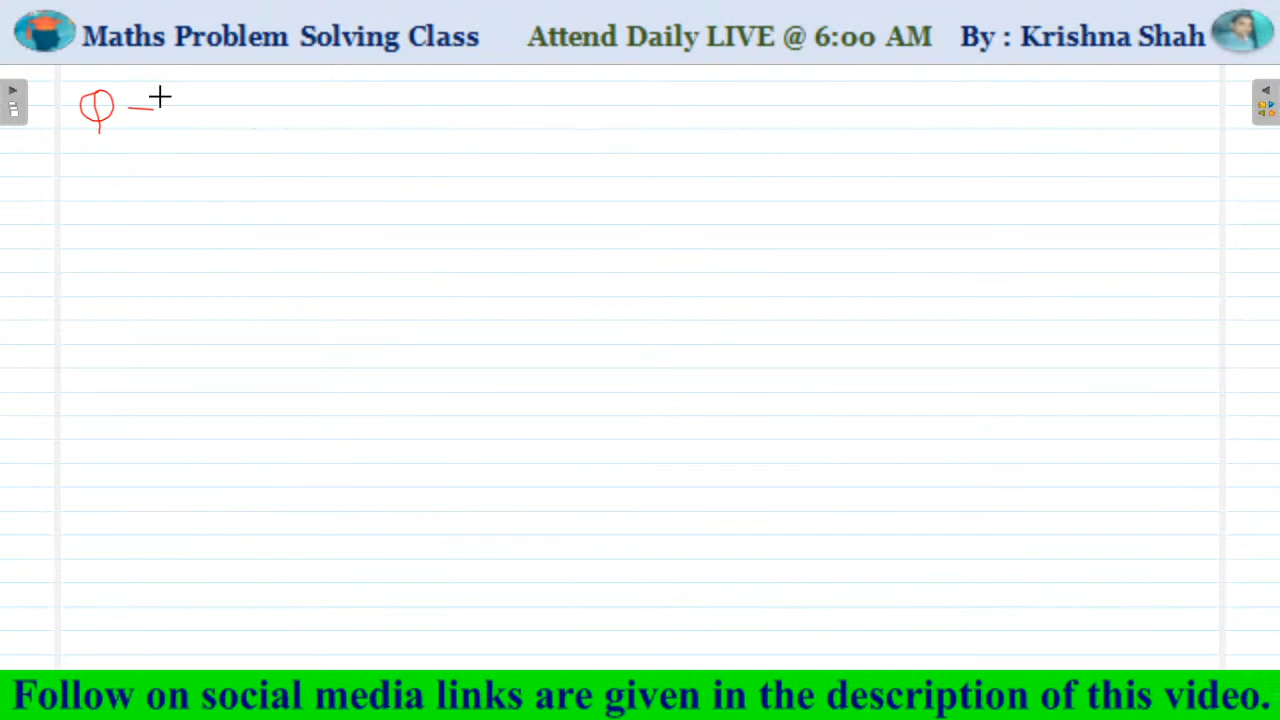 Maths Problem Solving Class Attend Daily LIVE @ 6:00 AM By : Krishna Shah
Q –
Follow on social media links are given in the description of this video.